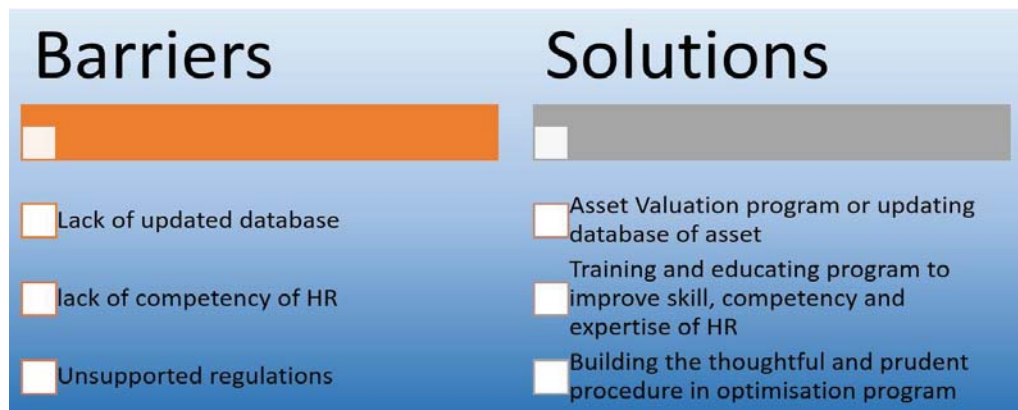 Barriers
Lack of updated database
lack of competency of HR
Unsupported regulations
Solutions
Asset Valuation program or updating
database of asset
Training and educating program to
improve skill, competency and
expertise of HR
Building the thoughtful and prudent
procedure in optimisation program